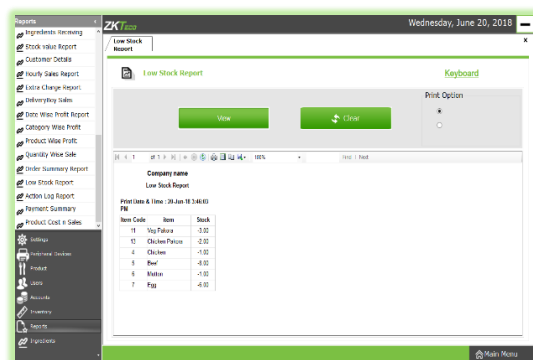 Reports
Ingredients Receiving
Stock value Report
Customer Details
Hourly Sales Report
Extra Charge Report
DeliveryBoy Sales
Date Wise Profit Report
Category Wise Profit
Product Wise Profit
Quantity Wise Sale
Order Summary Report
Low Stock Report
Action Log Report
Payment Summary
Product Cost n Sales
Settings
Peripheral Devices
Product
Users
Accounts
Inventory
Reports
Ingredients
ZKTeco
Wednesday, June 20, 2018
Low Stock
Report
x
Low Stock Report
Keyboard
Print Option
View
Clear
1 of 1 100% Find | Next
Company name
Low Stock Report
Print Date & Time : 20-Jun-18 3:46:03
PM
Item Code Item Stock
11 Veg Pakora -3.00
13 Chicken Pakora -2.00
4 Chicken -1.00
5 Beef -8.00
6 Mutton -1.00
7 Egg -6.00
Main Menu